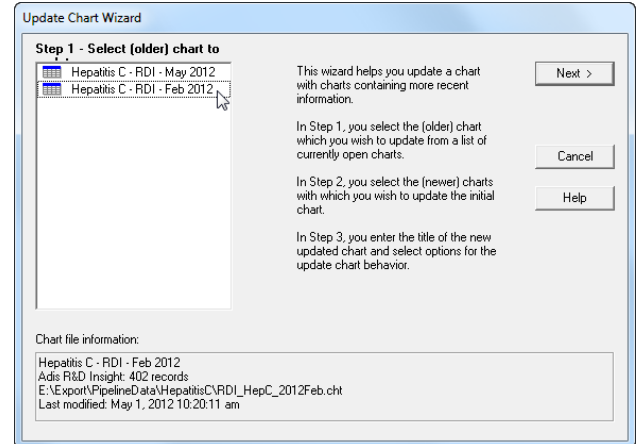 Update Chart Wizard
Step 1 - Select (older) chart to
Hepatitis C - RDI - May 2012
Hepatitis C - RDI - Feb 2012
This wizard helps you update a chart
with charts containing more recent
information.
In Step 1, you select the (older) chart
which you wish to update from a list of
currently open charts.
In Step 2, you select the (newer) charts
with which you wish to update the initial
chart.
In Step 3, you enter the title of the new
updated chart and select options for the
update chart behavior.
Next >
Cancel
Help
Chart file information:
Hepatitis C - RDI - Feb 2012
Adis R&D Insight: 402 records
E:\Export\PipelineData\HepatitisC\RDI_HepC_2012Feb.cht
Last modified: May 1, 2012 10:20:11 am